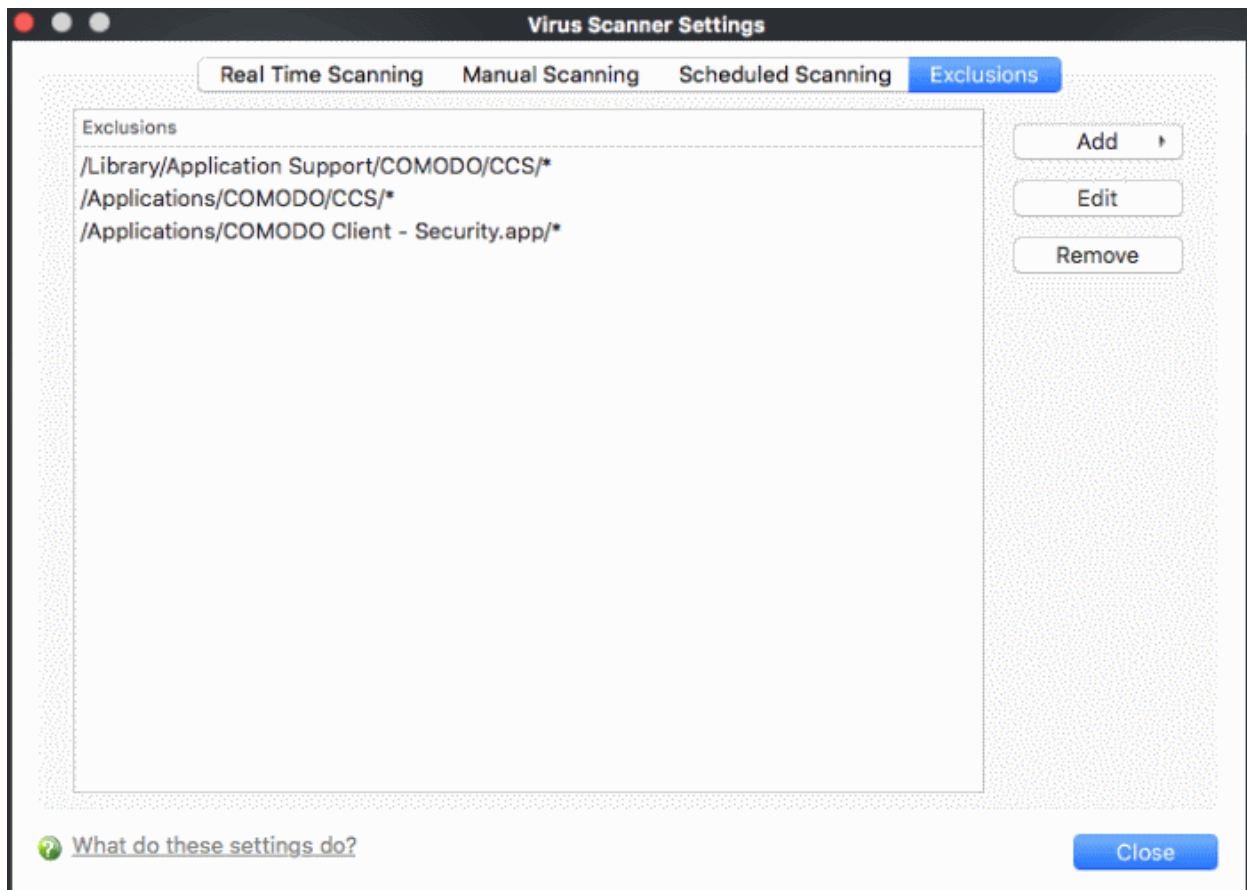 Virus Scanner Settings
Real Time Scanning Manual Scanning Scheduled Scanning Exclusions
Exclusions
/Library/Application Support/COMODO/CCS/*
/Applications/COMODO/CCS/*
/Applications/COMODO Client - Security.app/*
Add
Edit
Remove
What do these settings do?
Close